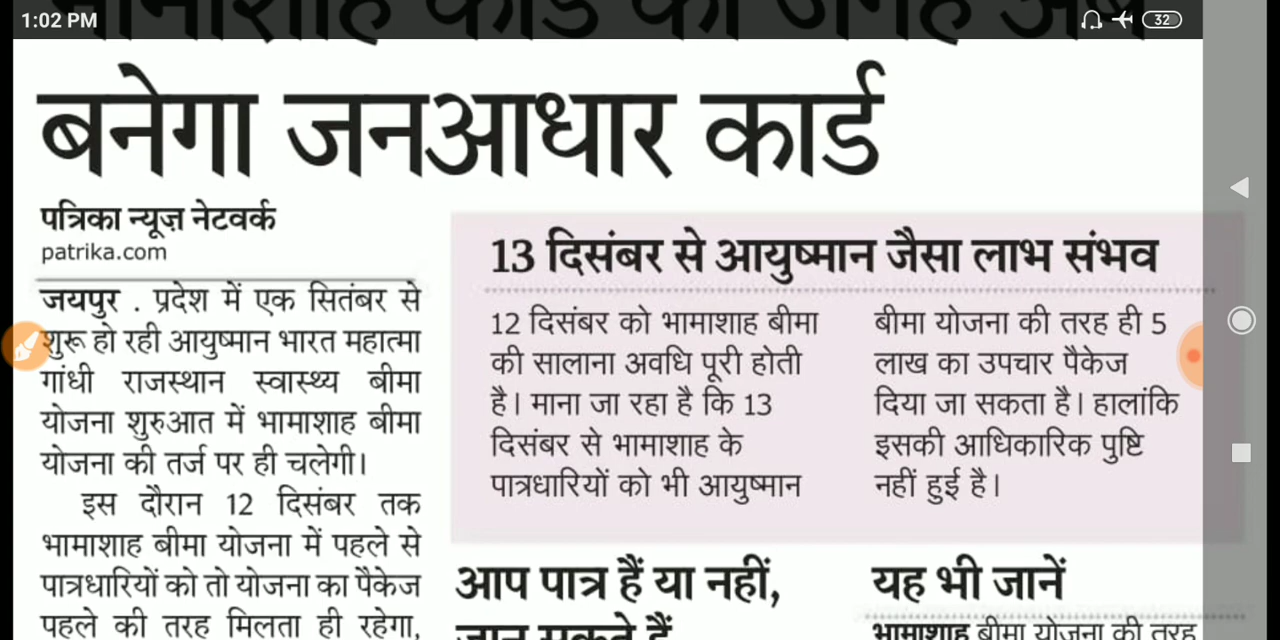 1:02 PM
32
भामाशाह कार्ड की जगह अब
बनेगा जनआधार कार्ड
पत्रिका न्यूज़ नेटवर्क
patrika.com
जयपुर . प्रदेश में एक सितंबर से
शुरू हो रही आयुष्मान भारत महात्मा
गांधी राजस्थान स्वास्थ्य बीमा
योजना शुरुआत में भामाशाह बीमा
योजना की तर्ज पर ही चलेगी।
इस दौरान 12 दिसंबर तक
भामाशाह बीमा योजना में पहले से
पात्रधारियों को तो योजना का पैकेज
पहले की तरह मिलता ही रहेगा,
13 दिसंबर से आयुष्मान जैसा लाभ संभव
12 दिसंबर को भामाशाह बीमा
की सालाना अवधि पूरी होती
है। माना जा रहा है कि 13
दिसंबर से भामाशाह के
पात्रधारियों को भी आयुष्मान
बीमा योजना की तरह ही 5
लाख का उपचार पैकेज
दिया जा सकता है। हालांकि
इसकी आधिकारिक पुष्टि
नहीं हुई है।
आप पात्र हैं या नहीं,
जान सकते हैं
यह भी जानें
भामाशाह बीमा योजना की तरह